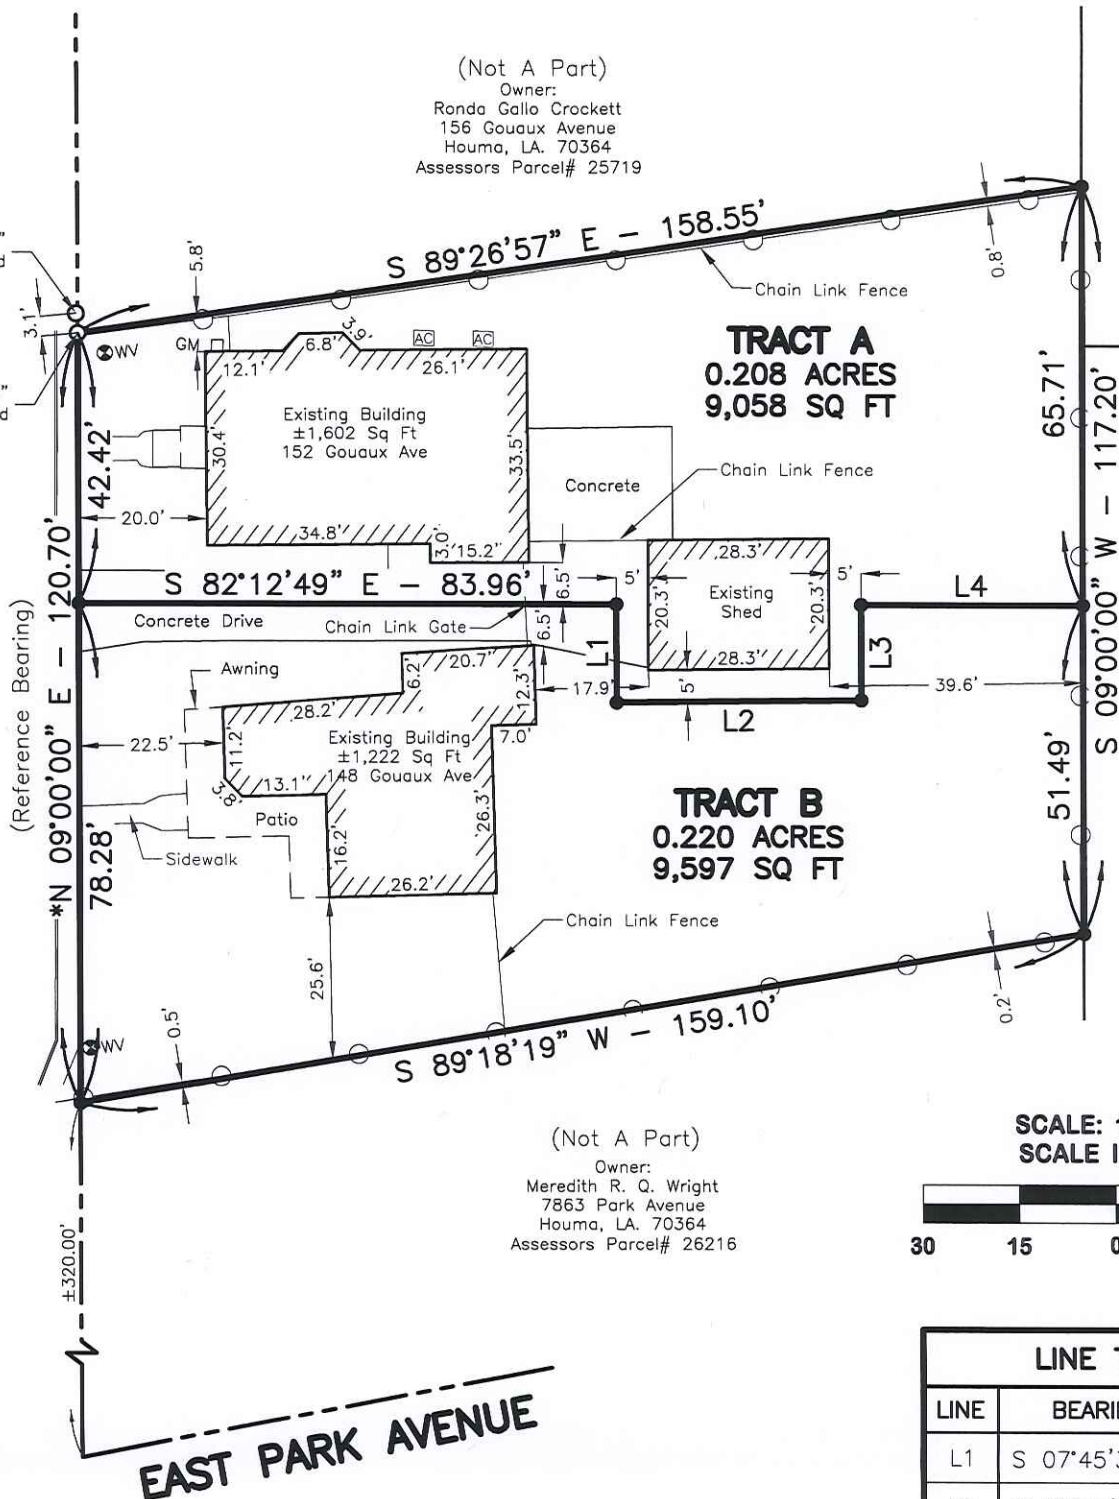 (Not A Part)
Owner:
Ronda Gallo Crockett
156 Gouaux Avenue
Houma, LA. 70364
Assessors Parcel# 25719
S 89°26'57" E - 158.55'
5.8'
0.8'
3.1'
Chain Link Fence
WV
GM
12.1'
6.8'
3.9'
AC
AC
26.1'
TRACT A
0.208 ACRES
9,058 SQ FT
Existing Building
±1,602 Sq Ft
152 Gouaux Ave
30.4'
33.5'
42.42'
20.0'
Concrete
Chain Link Fence
65.71'
34.8'
3.0'
15.2'
S 82°12'49" E - 83.96'
6.5'
6.5'
5'
28.3'
5'
20.3'
Existing
Shed
20.3'
28.3'
L4
Concrete Drive
Chain Link Gate
L1
L3
5'
17.9'
39.6'
L2
S 09°00'00" W - 117.20'
51.49'
(Reference Bearing)
*N 09°00'00" E - 120.70'
78.28'
Awning
6.2'
20.7'
12.3'
28.2'
22.5'
11.2'
Existing Building
±1,222 Sq Ft
148 Gouaux Ave
7.0'
13.1"
3.8'
Patio
16.2'
26.3'
Sidewalk
26.2'
TRACT B
0.220 ACRES
9,597 SQ FT
Chain Link Fence
25.6'
WV
0.5'
0.2'
S 89°18'19" W - 159.10'
(Not A Part)
Owner:
Meredith R. Q. Wright
7863 Park Avenue
Houma, LA. 70364
Assessors Parcel# 26216
±320.00'
EAST PARK AVENUE
SCALE:
SCALE
30 15 0
LINE
LINE
L1 S 07°45'